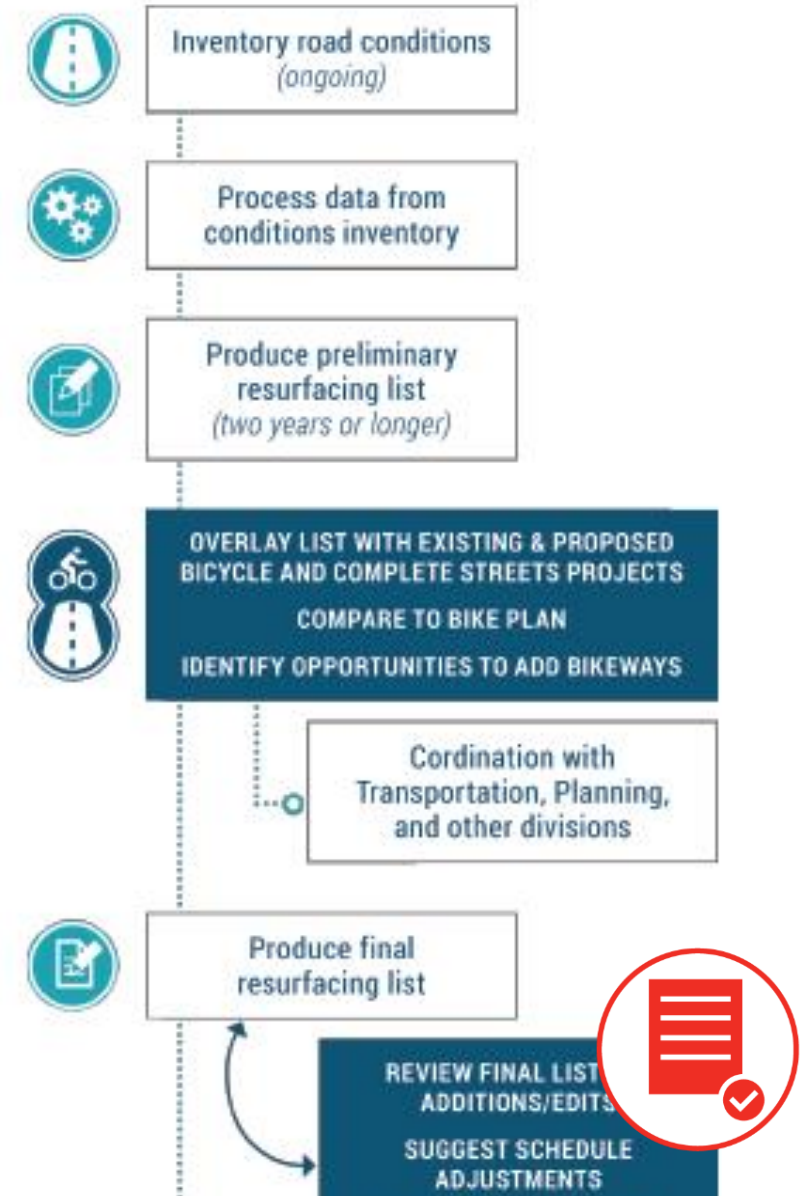 Inventory road conditions
(ongoing)
Process data from
conditions inventory
Produce preliminary
resurfacing list
(two years or longer)
OVERLAY LIST WITH EXISTING & PROPOSED
BICYCLE AND COMPLETE STREETS PROJECTS
COMPARE TO BIKE PLAN
IDENTIFY OPPORTUNITIES TO ADD BIKEWAYS
Cordination with
Transportation, Planning,
and other divisions
Produce final
resurfacing list
REVIEW FINAL LIST
ADDITIONS/EDITS
SUGGEST SCHEDULE
ADJUSTMENTS